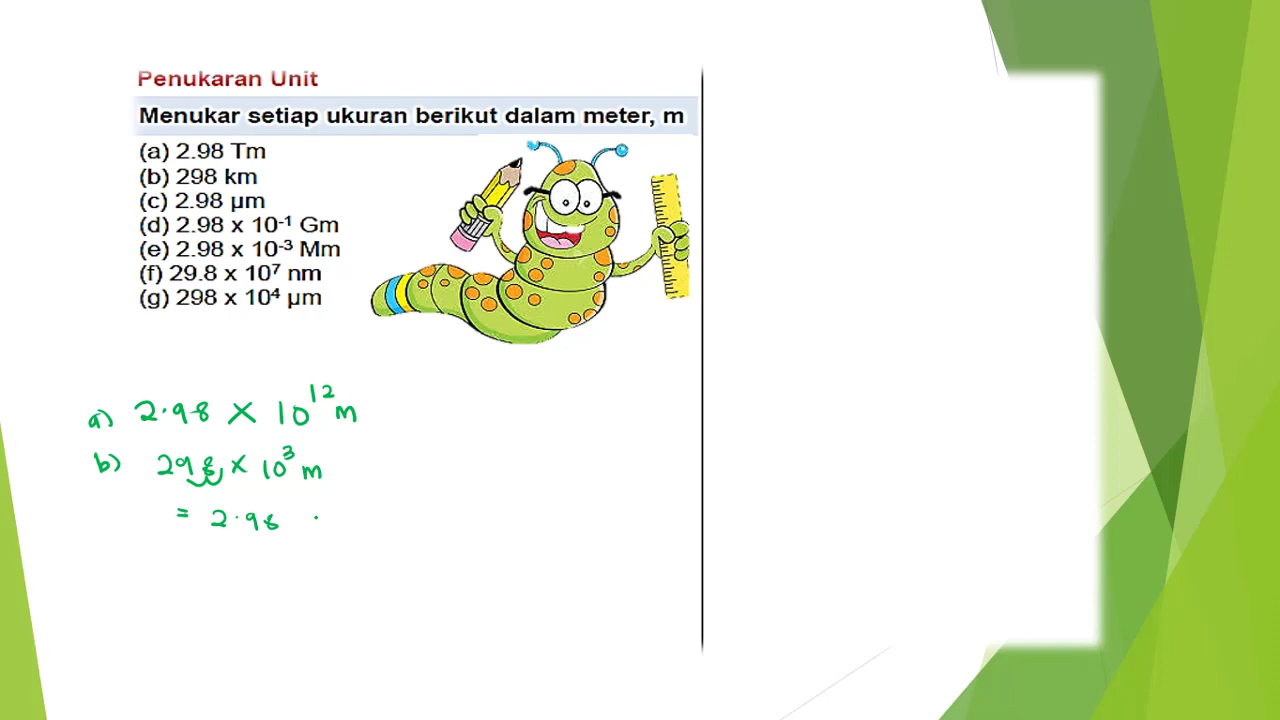 Penukaran Unit
Menukar setiap ukuran berikut dalam meter, m
(a) 2.98 Tm
(b) 298 km
(c) 2.98 µm
(d) 2.98 x 10⁻¹ Gm
(e) 2.98 x 10⁻³ Mm
(f) 29.8 x 10⁷ nm
(g) 298 x 10⁴ µm
a) 2.98 × 10¹² m
b) 298 × 10³ m
= 2.98